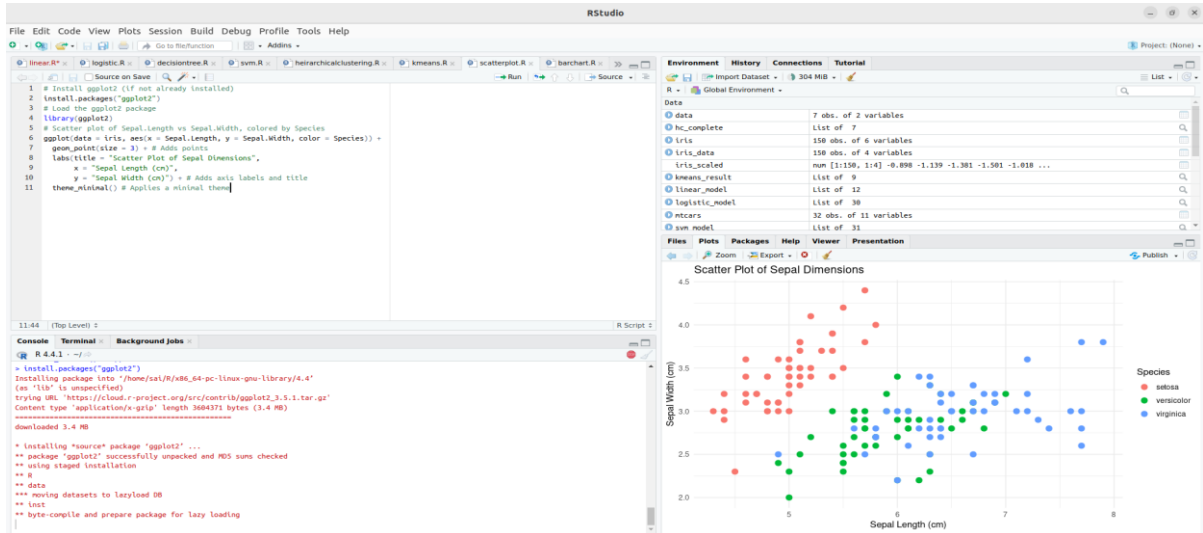 RStudio
File Edit Code View Plots Session Build Debug Profile Tools Help
Go to file/function Addins
Project: (None)
linear.R* logistic.R decisiontree.R svm.R heirarchicalclustering.R kmeans.R scatterplot.R barchart.R
Source on Save Run Source
1 # Install ggplot2 (if not already installed)
2 install.packages("ggplot2")
3 # Load the ggplot2 package
4 library(ggplot2)
5 # Scatter plot of Sepal.Length vs Sepal.Width, colored by Species
6 ggplot(data = iris, aes(x = Sepal.Length, y = Sepal.Width, color = Species)) +
7 geom_point(size = 3) + # Adds points
8 labs(title = "Scatter Plot of Sepal Dimensions",
9 x = "Sepal Length (cm)",
10 y = "Sepal Width (cm)") + # Adds axis labels and title
11 theme_minimal() # Applies a minimal theme
11:44 (Top Level) R Script
Console Terminal Background Jobs
R 4.4.1 · ~/
> install.packages("ggplot2")
Installing package into '/home/sai/R/x86_64-pc-linux-gnu-library/4.4'
(as 'lib' is unspecified)
trying URL 'https://cloud.r-project.org/src/contrib/ggplot2_3.5.1.tar.gz'
Content type 'application/x-gzip' length 3604371 bytes (3.4 MB)
==================================================
downloaded 3.4 MB
* installing *source* package 'ggplot2' ...
** package 'ggplot2' successfully unpacked and MD5 sums checked
** using staged installation
** R
** data
*** moving datasets to lazyload DB
** inst
** byte-compile and prepare package for lazy loading
Environment History Connections Tutorial
Import Dataset 304 MiB List
R Global Environment
Data
data 7 obs. of 2 variables
hc_complete List of 7
iris 150 obs. of 6 variables
iris_data 150 obs. of 4 variables
iris_scaled num [1:150, 1:4] -0.898 -1.139 -1.381 -1.501 -1.018 ...
kmeans_result List of 9
linear_model List of 12
logistic_model List of 30
mtcars 32 obs. of 11 variables
svm_model List of 31
Files Plots Packages Help Viewer Presentation
Zoom Export Publish
Scatter Plot of Sepal Dimensions
4.5
4.0
3.5
3.0
2.5
2.0
Sepal Width (cm)
5 6 7 8
Sepal Length (cm)
Species
setosa
versicolor
virginica